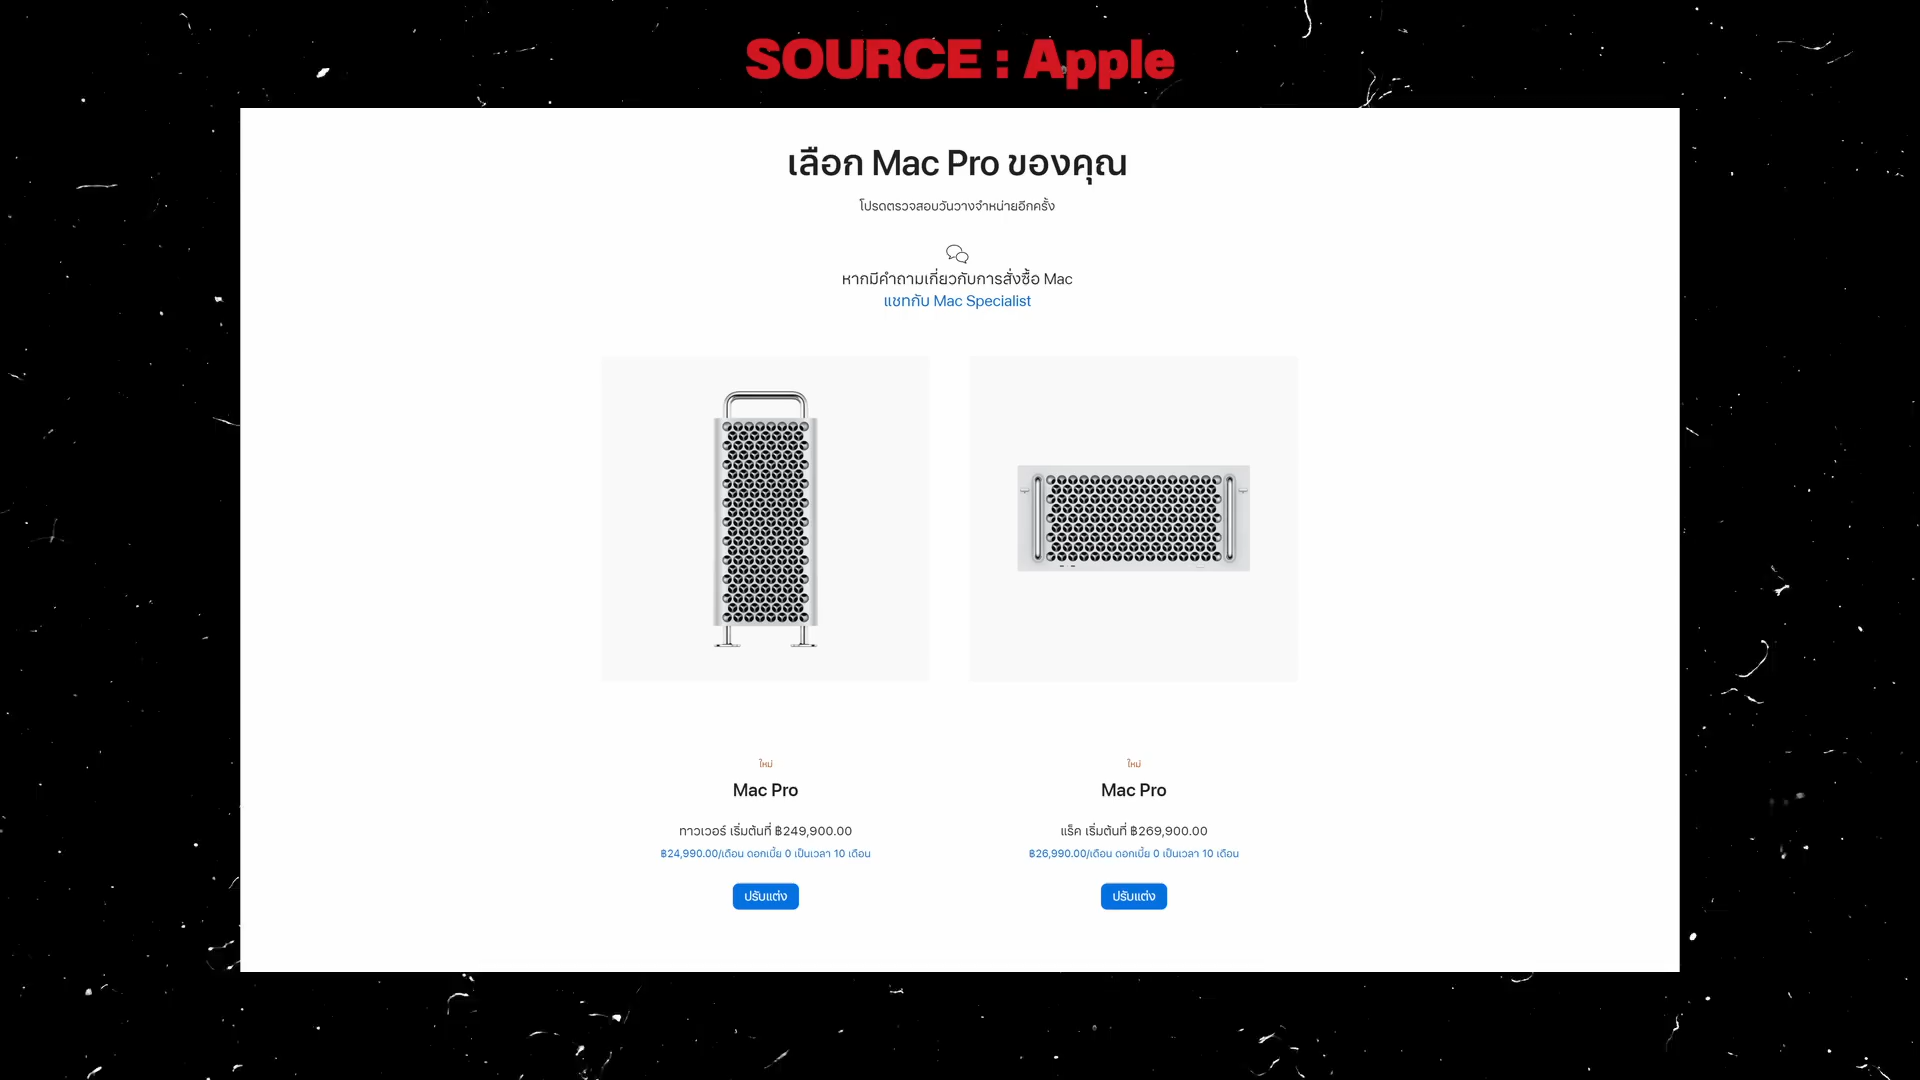 SOURCE : Apple
เลือก Mac Pro ของคุณ
โปรดตรวจสอบวันวางจำหน่ายอีกครั้ง
หากมีคำถามเกี่ยวกับการสั่งซื้อ Mac
แชทกับ Mac Specialist
ใหม่
Mac Pro
ทาวเวอร์ เริ่มต้นที่ ฿249,900.00
฿24,990.00/เดือน ดอกเบี้ย 0 เป็นเวลา 10 เดือน
ปรับแต่ง
ใหม่
Mac Pro
แร็ค เริ่มต้นที่ ฿269,900.00
฿26,990.00/เดือน ดอกเบี้ย 0 เป็นเวลา 10 เดือน
ปรับแต่ง